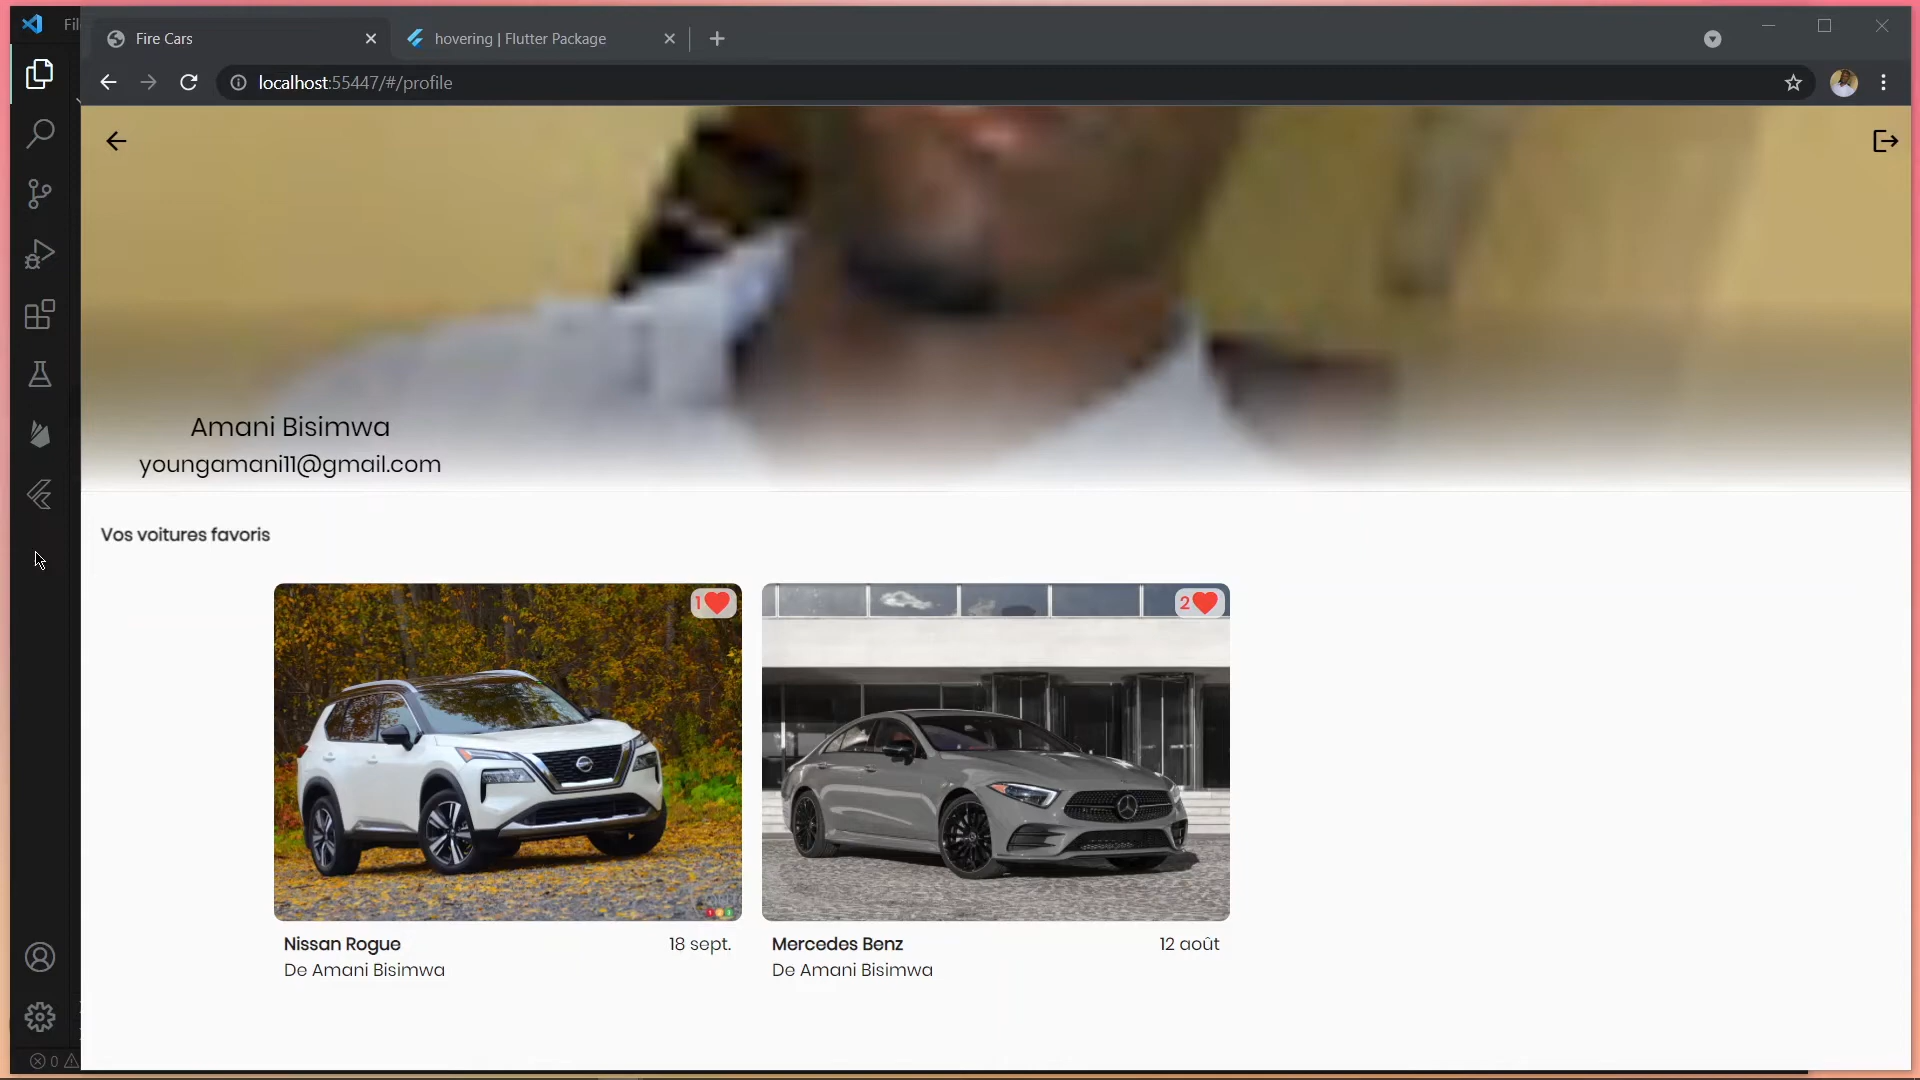 Fil
Fire Cars
hovering | Flutter Package
localhost:55447/#/profile
Amani Bisimwa
youngamani11@gmail.com
Vos voitures favoris
1
2
Nissan Rogue
18 sept.
De Amani Bisimwa
Mercedes Benz
12 août
De Amani Bisimwa
0